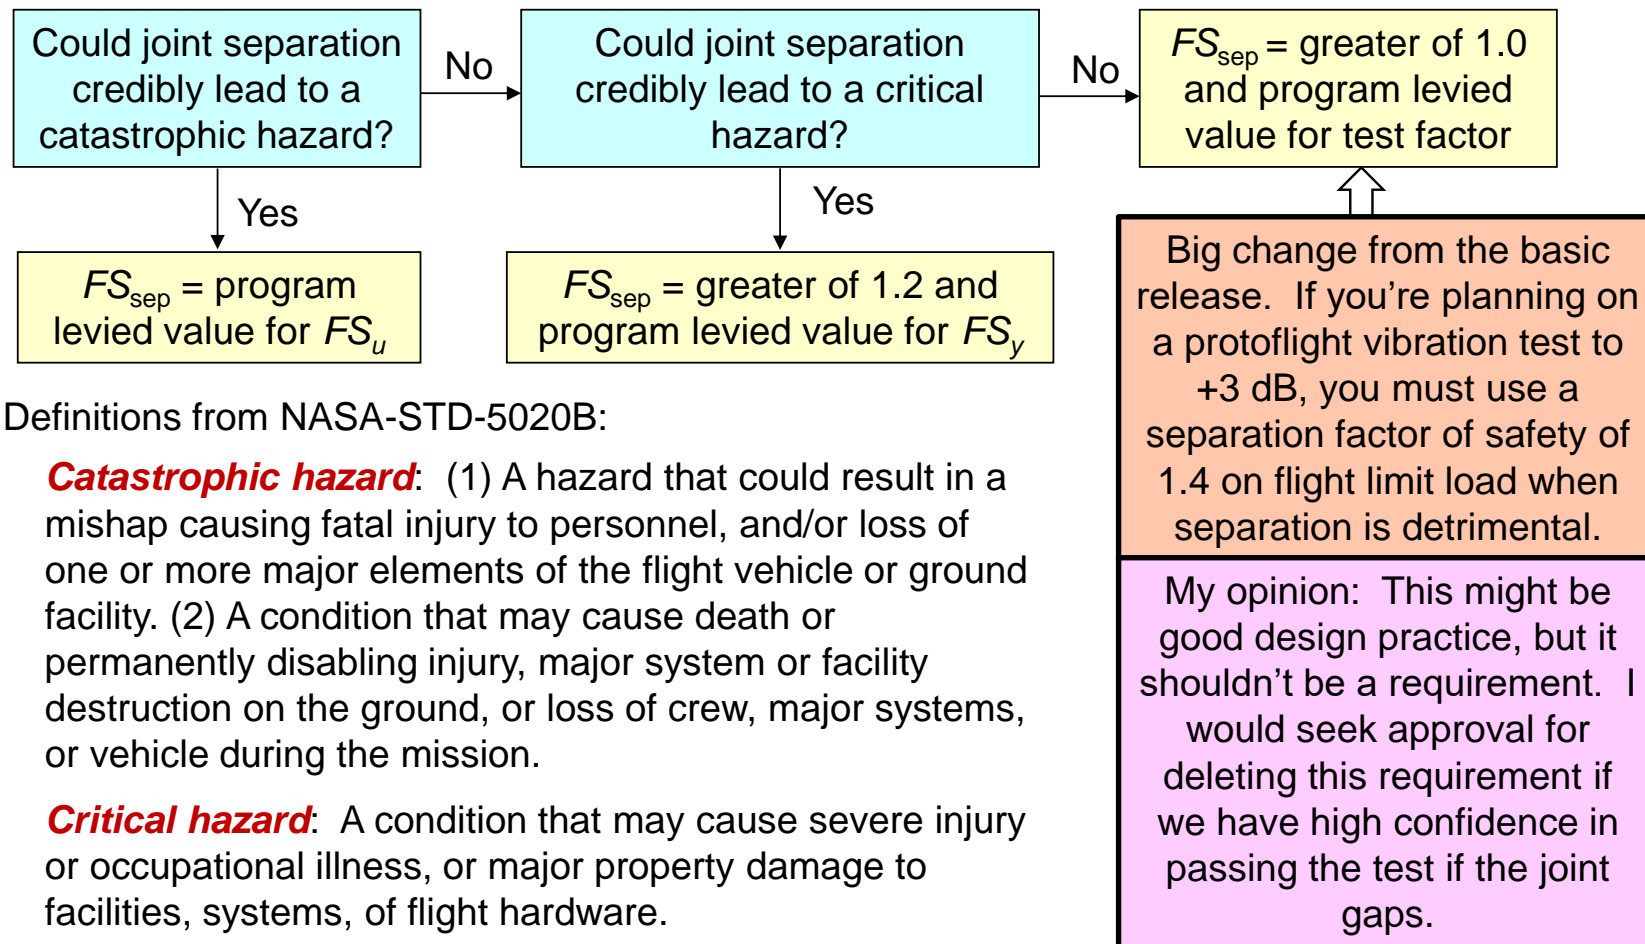 Could joint separation
credibly lead to a
catastrophic hazard?
No
Could joint separation
credibly lead to a critical
hazard?
No
FSsep = greater of 1.0
and program levied
value for test factor
Yes
Yes
FSsep = program
levied value for FSu
FSsep = greater of 1.2 and
program levied value for FSy
Big change from the basic
release. If you're planning on
a protoflight vibration test to
+3 dB, you must use a
separation factor of safety of
1.4 on flight limit load when
separation is detrimental.
My opinion: This might be
good design practice, but it
shouldn't be a requirement. I
would seek approval for
deleting this requirement if
we have high confidence in
passing the test if the joint
gaps.
Definitions from NASA-STD-5020B:
Catastrophic hazard: (1) A hazard that could result in a
mishap causing fatal injury to personnel, and/or loss of
one or more major elements of the flight vehicle or ground
facility. (2) A condition that may cause death or
permanently disabling injury, major system or facility
destruction on the ground, or loss of crew, major systems,
or vehicle during the mission.
Critical hazard: A condition that may cause severe injury
or occupational illness, or major property damage to
facilities, systems, of flight hardware.